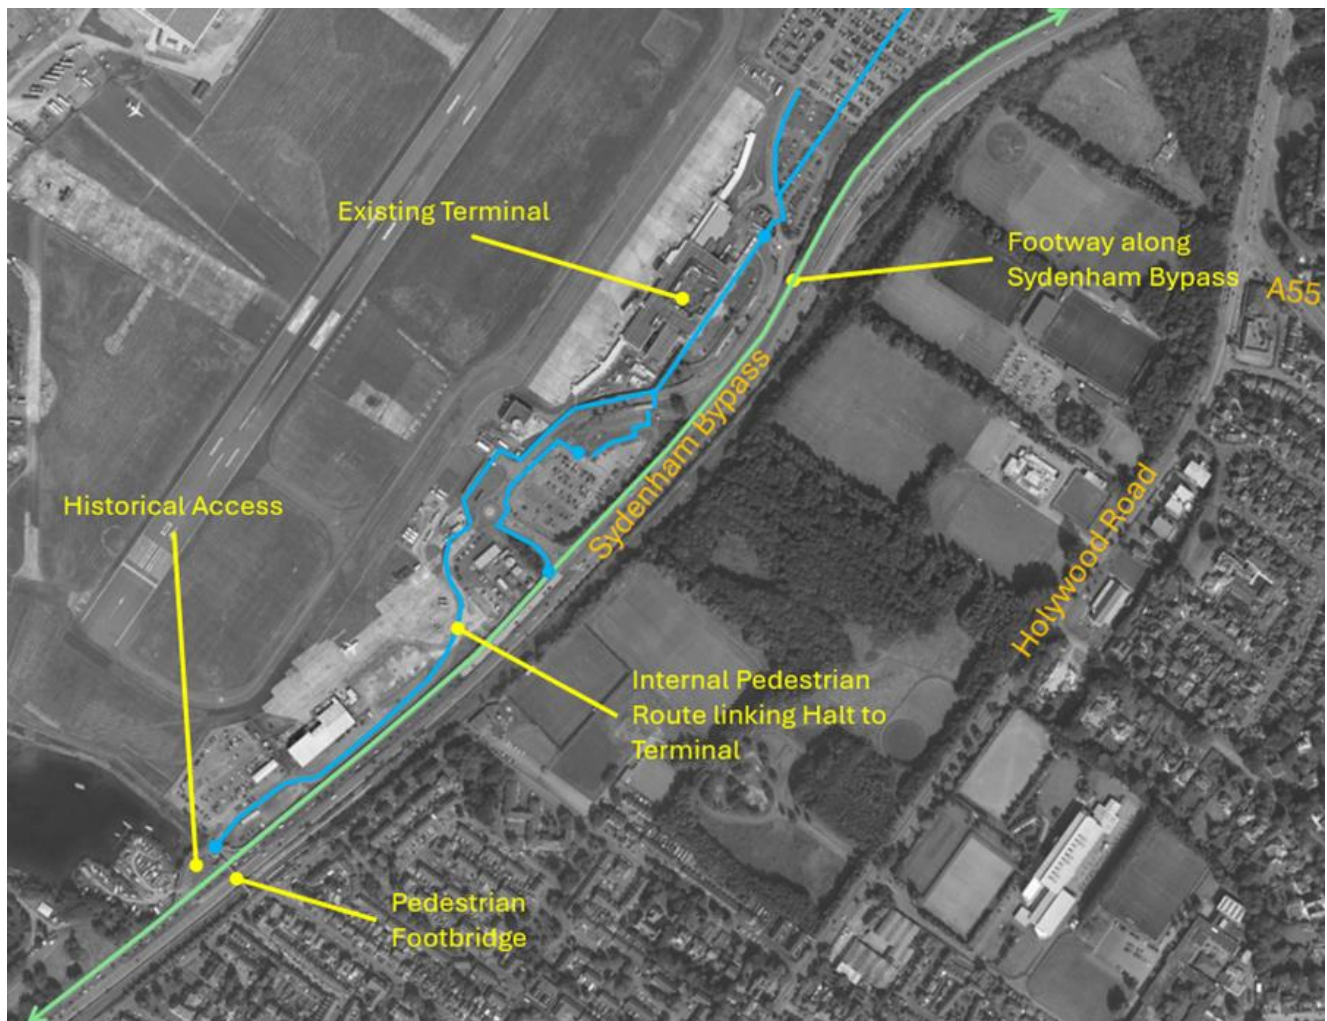 Existing Terminal
Footway along
Sydenham Bypass
A55
Sydenham Bypass
Historical Access
Holywood Road
Internal Pedestrian
Route linking Halt to
Terminal
Pedestrian
Footbridge